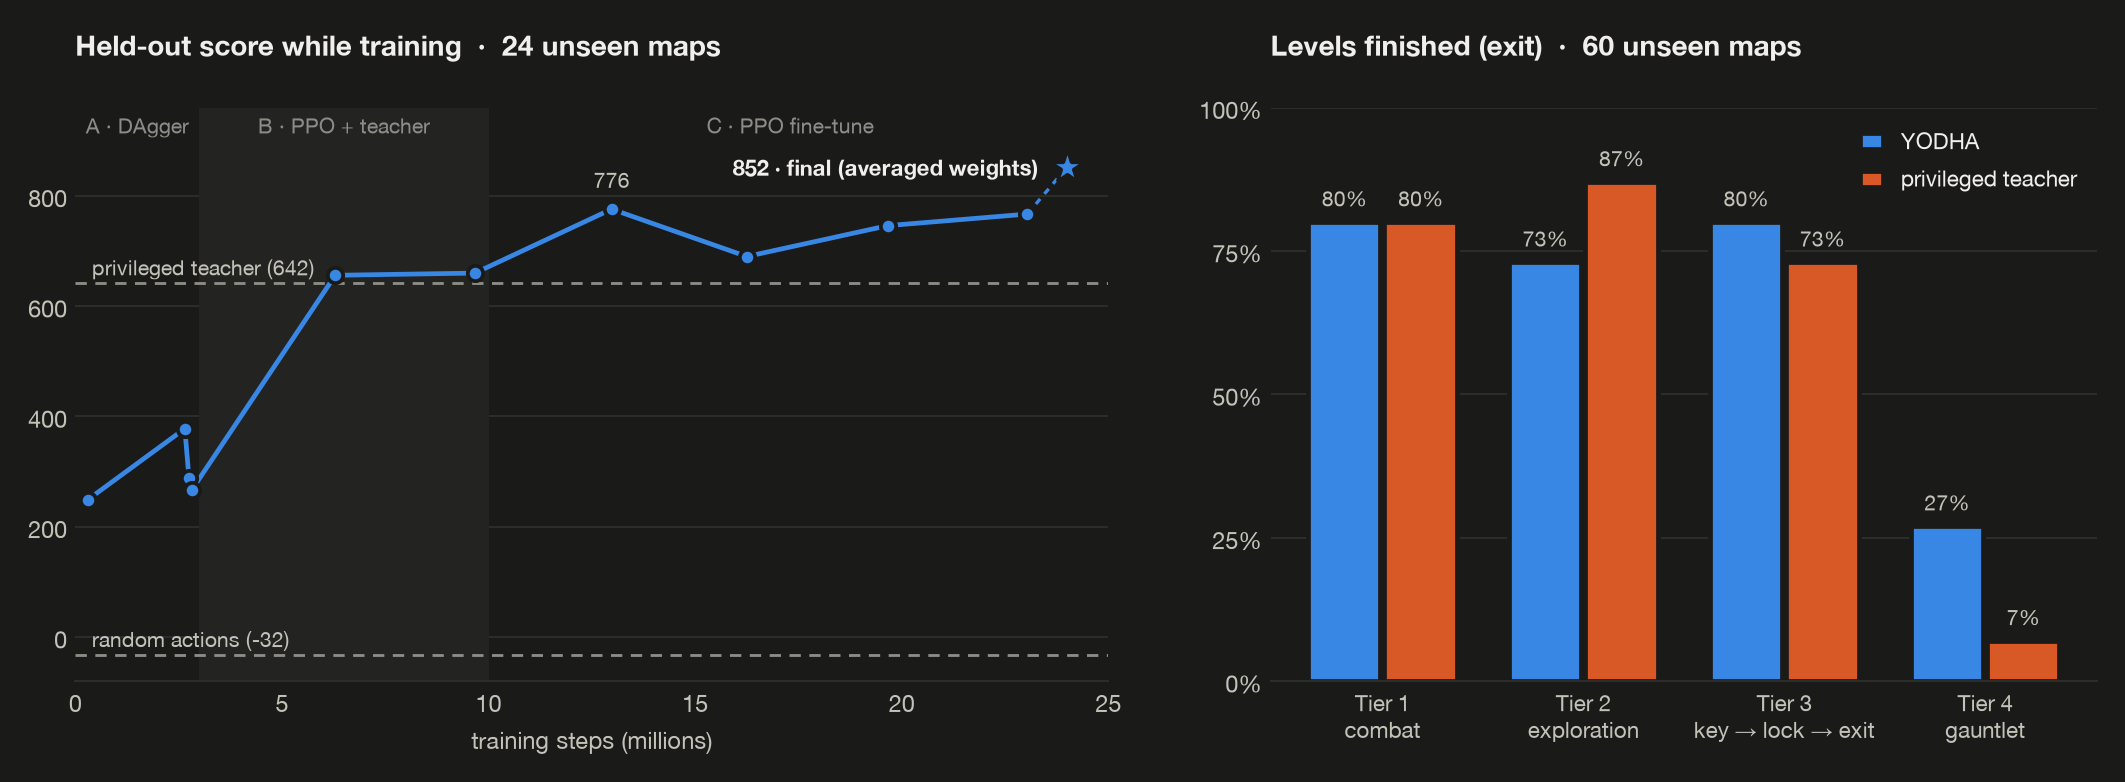 Held-out score while training · 24 unseen maps
A · DAgger
B · PPO + teacher
C · PPO fine-tune
852 · final (averaged weights)
776
800
privileged teacher (642)
600
400
200
0
random actions (-32)
0
5
10
15
20
25
training steps (millions)
Levels finished (exit) · 60 unseen maps
100%
YODHA
privileged teacher
87%
80%
80%
80%
73%
73%
75%
50%
27%
25%
7%
0%
Tier 1
combat
Tier 2
exploration
Tier 3
key → lock → exit
Tier 4
gauntlet